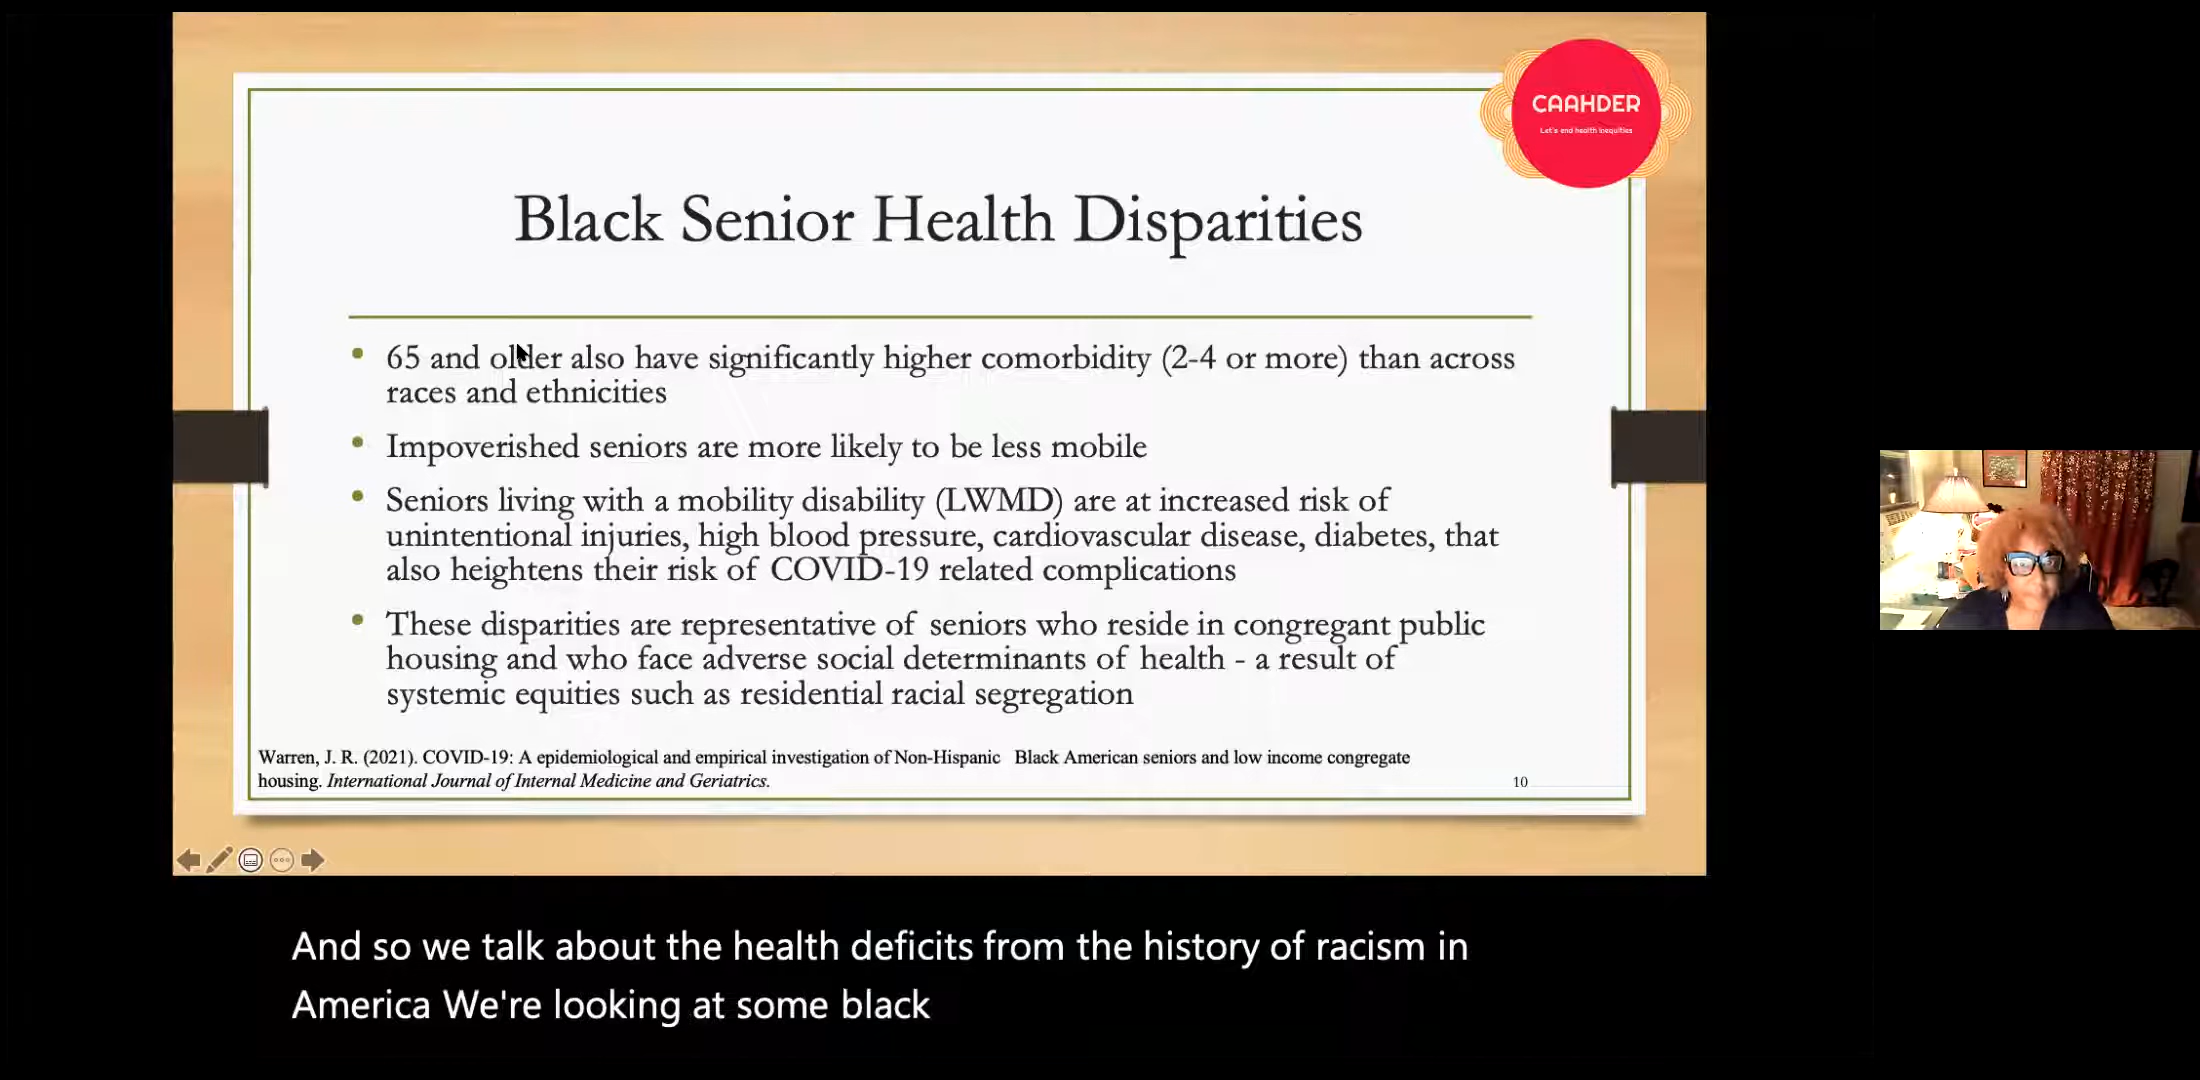 CAAHDER
Let's end health inequities
Black Senior Health Disparities
• 65 and older also have significantly higher comorbidity (2-4 or more) than across
races and ethnicities
• Impoverished seniors are more likely to be less mobile
• Seniors living with a mobility disability (LWMD) are at increased risk of
unintentional injuries, high blood pressure, cardiovascular disease, diabetes, that
also heightens their risk of COVID-19 related complications
• These disparities are representative of seniors who reside in congregant public
housing and who face adverse social determinants of health - a result of
systemic equities such as residential racial segregation
Warren, J. R. (2021). COVID-19: A epidemiological and empirical investigation of Non-Hispanic Black American seniors and low income congregate
housing. International Journal of Internal Medicine and Geriatrics.
10
And so we talk about the health deficits from the history of racism in
America We're looking at some black